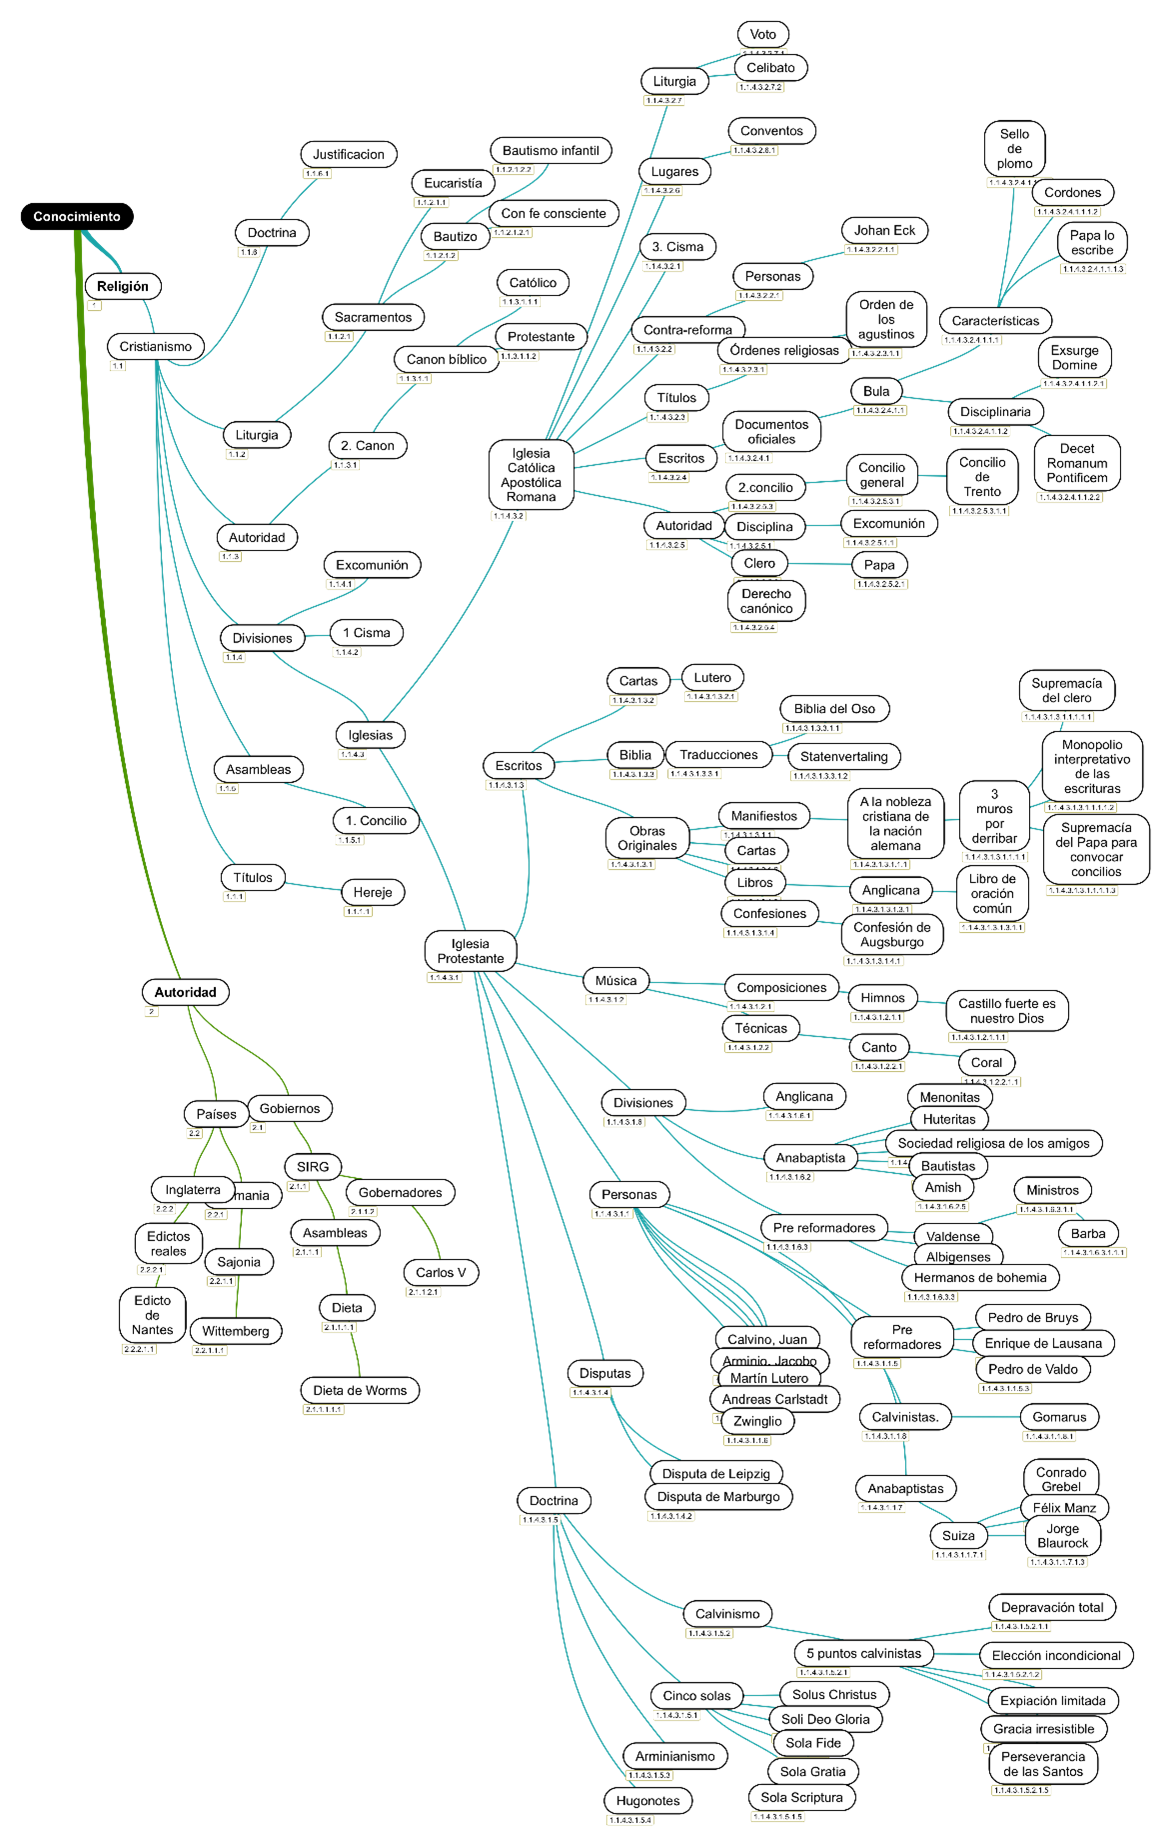 Voto
Celibato
1.1.4.3.2.7.2
Liturgia
1.1.4.3.2.7
Conventos
1.1.4.3.2.6.1
Lugares
1.1.4.3.2.6
Sello
de
plomo
Cordones
1.1.4.3.2.4.1.1.1.2
Papa lo
escribe
1.1.4.3.2.4.1.1.1.3
Justificacion
1.1.6.1
Bautismo infantil
1.1.2.1.2.2
Eucaristía
1.1.2.1.1
Con fe consciente
1.1.2.1.2.1
Bautizo
1.1.2.1.2
Conocimiento
Doctrina
1.1.6
3. Cisma
1.1.4.3.2.1
Johan Eck
1.1.4.3.2.2.1.1
Personas
1.1.4.3.2.2.1
Religión
1
Católico
1.1.3.1.1.1
Sacramentos
1.1.2.1
Contra-reforma
1.1.4.3.2.2
Orden de
los
agustinos
1.1.4.3.2.3.1.1
Características
1.1.4.3.2.4.1.1.1
Cristianismo
1.1
Protestante
1.1.3.1.1.2
Canon bíblico
1.1.3.1.1
Órdenes religiosas
1.1.4.3.2.3.1
Exsurge
Domine
1.1.4.3.2.4.1.1.2.1
Títulos
1.1.4.3.2.3
Bula
1.1.4.3.2.4.1.1
Disciplinaria
1.1.4.3.2.4.1.1.2
Liturgia
1.1.2
2. Canon
1.1.3.1
Documentos
oficiales
1.1.4.3.2.4.1
Escritos
1.1.4.3.2.4
Decet
Romanum
Pontificem
1.1.4.3.2.4.1.1.2.2
Iglesia
Católica
Apostólica
Romana
1.1.4.3.2
2.concilio
1.1.4.3.2.5.3
Concilio
general
1.1.4.3.2.5.3.1
Concilio
de
Trento
1.1.4.3.2.5.3.1.1
Autoridad
1.1.3
Autoridad
1.1.4.3.2.5
Disciplina
1.1.4.3.2.5.1
Excomunión
1.1.4.3.2.5.1.1
Clero
Papa
1.1.4.3.2.5.2.1
Derecho
canónico
1.1.4.3.2.5.4
Excomunión
1.1.4.1
Divisiones
1.1.4
1 Cisma
1.1.4.2
Iglesias
1.1.4.3
Asambleas
1.1.5
1. Concilio
1.1.5.1
Títulos
1.1.1
Hereje
1.1.1.1
Cartas
1.1.4.3.1.3.2
Lutero
1.1.4.3.1.3.2.1
Supremacía
del clero
1.1.4.3.1.3.1.1.1.1.1
Biblia del Oso
1.1.4.3.1.3.3.1.1
Escritos
1.1.4.3.1.3
Biblia
1.1.4.3.1.3.3
Traducciones
1.1.4.3.1.3.3.1
Statenvertaling
1.1.4.3.1.3.3.1.2
Monopolio
interpretativo
de las
escrituras
1.1.4.3.1.3.1.1.1.1.2
Obras
Originales
1.1.4.3.1.3.1
Manifiestos
1.1.4.3.1.3.1.1
A la nobleza
cristiana de
la nación
alemana
1.1.4.3.1.3.1.1.1
3
muros
por
derribar
1.1.4.3.1.3.1.1.1.1
Supremacía
del Papa para
convocar
concilios
1.1.4.3.1.3.1.1.1.1.3
Cartas
Libros
Anglicana
1.1.4.3.1.3.1.3.1
Libro de
oración
común
1.1.4.3.1.3.1.3.1.1
Confesiones
1.1.4.3.1.3.1.4
Confesión de
Augsburgo
1.1.4.3.1.3.1.4.1
Iglesia
Protestante
1.1.4.3.1
Autoridad
2
Música
1.1.4.3.1.2
Composiciones
1.1.4.3.1.2.1
Himnos
1.1.4.3.1.2.1.1
Castillo fuerte es
nuestro Dios
1.1.4.3.1.2.1.1.1
Técnicas
1.1.4.3.1.2.2
Canto
1.1.4.3.1.2.2.1
Coral
1.1.4.3.1.2.2.1.1
Divisiones
1.1.4.3.1.6
Anglicana
1.1.4.3.1.6.1
Menonitas
Huteritas
Sociedad religiosa de los amigos
Anabaptista
1.1.4.3.1.6.2
Bautistas
Amish
1.1.4.3.1.6.2.5
Países
2.2
Gobiernos
2.1
SIRG
2.1.1
Inglaterra
2.2.2
mania
2.2.1
Gobernadores
2.1.1.2
Edictos
reales
2.2.2.1
Asambleas
2.1.1.1
Sajonia
2.2.1.1
Carlos V
2.1.1.2.1
Edicto
de
Nantes
2.2.2.1.1
Dieta
2.1.1.1.1
Wittemberg
2.2.1.1.1
Dieta de Worms
2.1.1.1.1.1
Personas
1.1.4.3.1.1
Ministros
1.1.4.3.1.6.3.1.1
Pre reformadores
1.1.4.3.1.6.3
Valdense
Barba
1.1.4.3.1.6.3.1.1.1
Albigenses
Hermanos de bohemia
1.1.4.3.1.6.3.3
Calvino, Juan
Arminio, Jacobo
Martín Lutero
Andreas Carlstadt
Zwinglio
1.1.4.3.1.1.6
Pre
reformadores
1.1.4.3.1.1.5
Pedro de Bruys
Enrique de Lausana
Pedro de Valdo
1.1.4.3.1.1.5.3
Disputas
1.1.4.3.1.4
Calvinistas.
1.1.4.3.1.1.8
Gomarus
1.1.4.3.1.1.8.1
Disputa de Leipzig
Disputa de Marburgo
1.1.4.3.1.4.2
Anabaptistas
1.1.4.3.1.1.7
Conrado
Grebel
Félix Manz
Suiza
1.1.4.3.1.1.7.1
Jorge
Blaurock
1.1.4.3.1.1.7.1.3
Doctrina
1.1.4.3.1.5
Calvinismo
1.1.4.3.1.5.2
Depravación total
1.1.4.3.1.5.2.1.1
5 puntos calvinistas
1.1.4.3.1.5.2.1
Elección incondicional
1.1.4.3.1.5.2.1.2
Expiación limitada
Gracia irresistible
Perseverancia
de las Santos
1.1.4.3.1.5.2.1.5
Cinco solas
1.1.4.3.1.5.1
Solus Christus
Soli Deo Gloria
Sola Fide
Sola Gratia
Sola Scriptura
1.1.4.3.1.5.1.5
Arminianismo
1.1.4.3.1.5.3
Hugonotes
1.1.4.3.1.5.4